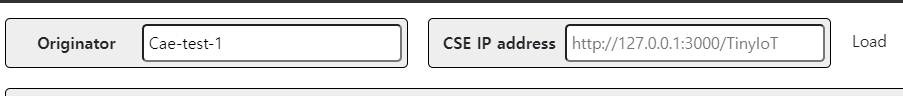 Originator Cae-test-1 CSE IP address http://127.0.0.1:3000/TinyIoT Load